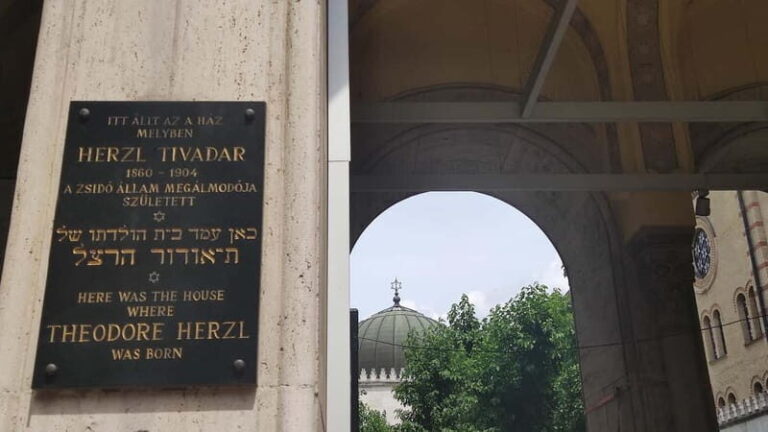 ITT ÁLLT AZ A HÁZ
MELYBEN
HERZL TIVADAR
1860 - 1904
A ZSIDÓ ÁLLAM MEGÁLMODÓJA
SZÜLETETT
כאן עמד בית הולדתו של
תיאודור הרצל
HERE WAS THE HOUSE
WHERE
THEODORE HERZL
WAS BORN